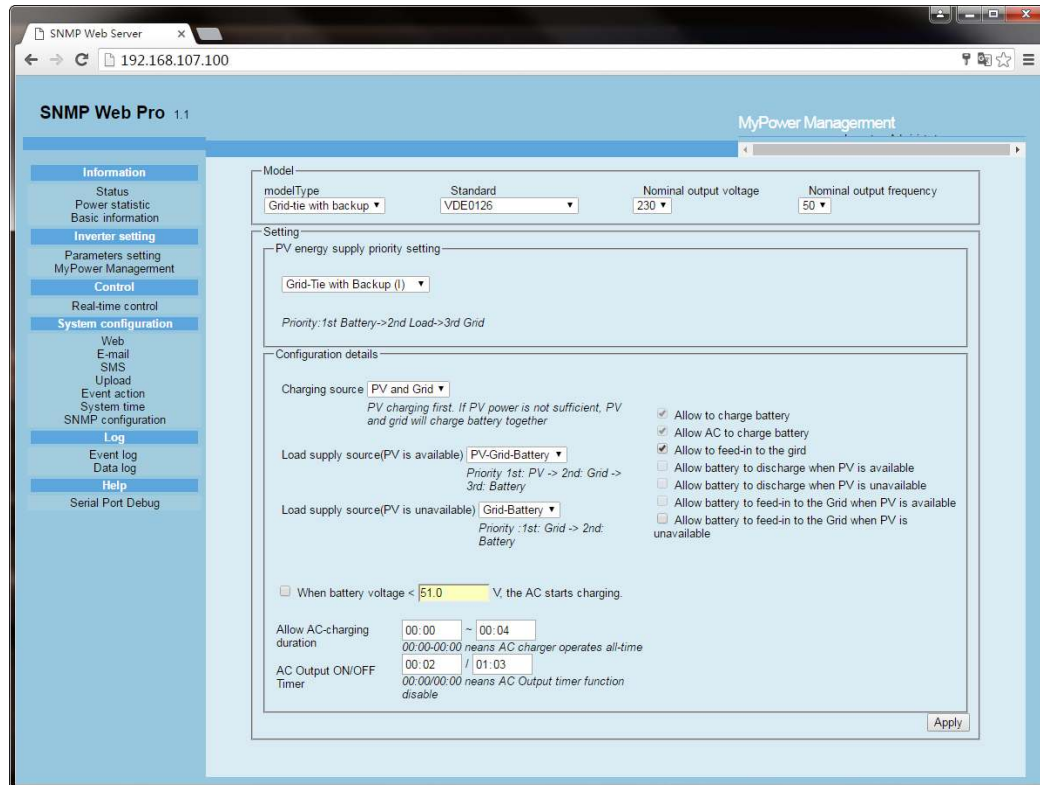 SNMP Web Server
192.168.107.100
SNMP Web Pro 1.1
MyPower Managerment
Information
Status
Power statistic
Basic information
Inverter setting
Parameters setting
MyPower Managerment
Control
Real-time control
System configuration
Web
E-mail
SMS
Upload
Event action
System time
SNMP configuration
Log
Event log
Data log
Help
Serial Port Debug
Model
modelType Standard Nominal output voltage Nominal output frequency
Grid-tie with backup VDE0126 230 50
Setting
PV energy supply priority setting
Grid-Tie with Backup (I)
Priority:1st Battery->2nd Load->3rd Grid
Configuration details
Charging source PV and Grid
PV charging first. If PV power is not sufficient, PV
and grid will charge battery together
Load supply source(PV is available) PV-Grid-Battery
Priority 1st: PV -> 2nd: Grid ->
3rd: Battery
Load supply source(PV is unavailable) Grid-Battery
Priority :1st: Grid -> 2nd:
Battery
Allow to charge battery
Allow AC to charge battery
Allow to feed-in to the gird
Allow battery to discharge when PV is available
Allow battery to discharge when PV is unavailable
Allow battery to feed-in to the Grid when PV is available
Allow battery to feed-in to the Grid when PV is
unavailable
When battery voltage < 51.0 V, the AC starts charging.
Allow AC-charging
duration
00:00 ~ 00:04
00:00-00:00 neans AC charger operates all-time
AC Output ON/OFF
Timer
00:02 / 01:03
00:00/00:00 neans AC Output timer function
disable
Apply